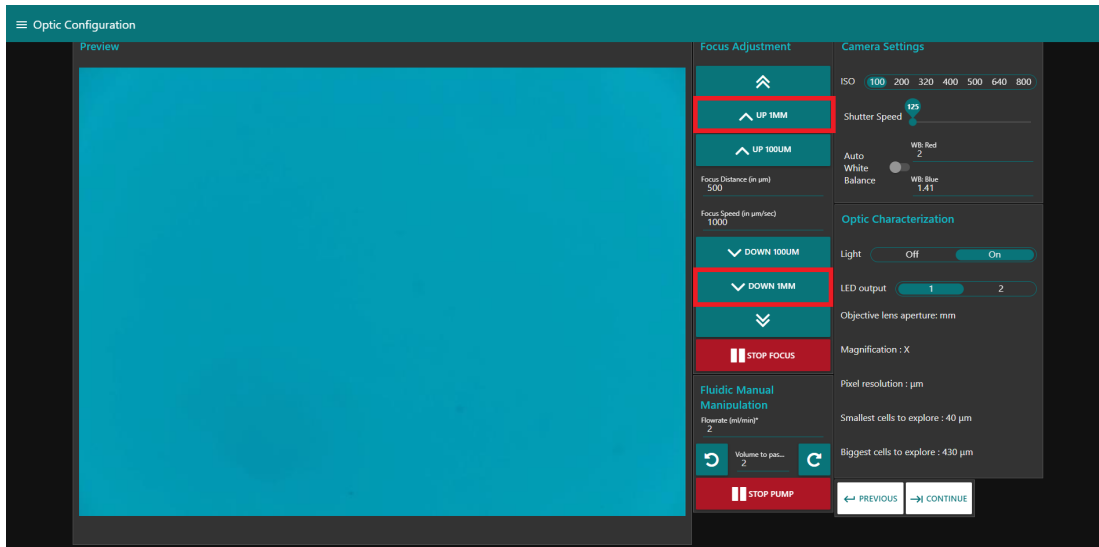 Optic Configuration
Preview
Focus Adjustment
UP 1MM
UP 100UM
Focus Distance (in µm)
500
Focus Speed (in µm/sec)
1000
DOWN 100UM
DOWN 1MM
STOP FOCUS
Fluidic Manual
Manipulation
Flowrate (ml/min)*
2
Volume to pas...
2
STOP PUMP
Camera Settings
ISO 100 200 320 400 500 640 800
125
Shutter Speed
Auto
White
Balance
WB: Red
2
WB: Blue
1.41
Optic Characterization
Light Off On
LED output 1 2
Objective lens aperture: mm
Magnification : X
Pixel resolution : µm
Smallest cells to explore : 40 µm
Biggest cells to explore : 430 µm
PREVIOUS CONTINUE